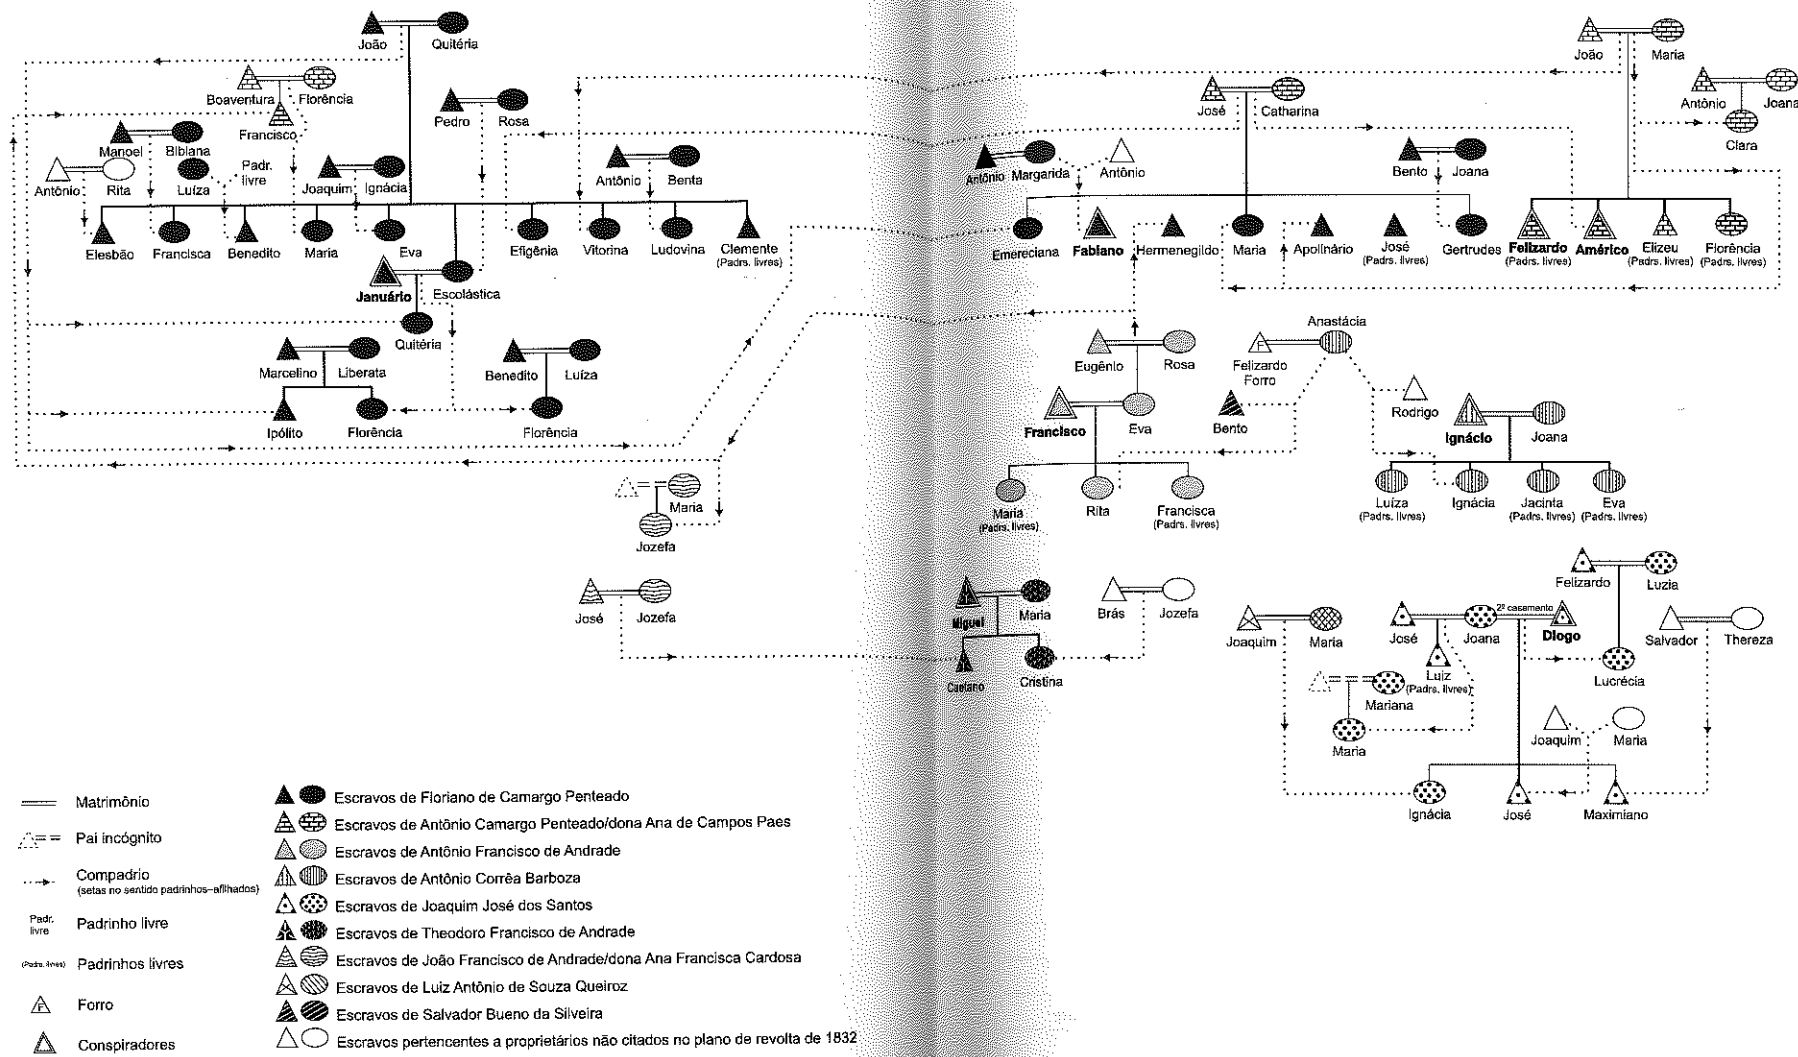 João
Quitéria
João
Maria
Boaventura
Florência
Francisco
Pedro
Rosa
José
Catharina
Antônio
Joana
Clara
Manoel
Bibiana
Antônio
Rita
Luíza
Padr.
livre
Joaquim
Ignácia
Antônio
Benta
Antônio
Margarida
Antônio
Bento
Joana
Elesbão
Francisca
Benedito
Maria
Eva
Efigênia
Vitorina
Ludovina
Clemente
(Padrs. livres)
Emereciana
Fabiano
Hermenegildo
Maria
Apolinário
José
(Padrs. livres)
Gertrudes
Felizardo
(Padrs. livres)
Américo
Elizeu
(Padrs. livres)
Florência
(Padrs. livres)
Januário
Escolástica
Quitéria
Marcelino
Liberata
Benedito
Luíza
Ipólito
Florência
Florência
Eugênio
Rosa
Felizardo
Forro
F
Anastácia
Rodrigo
Francisco
Eva
Bento
Ignácio
Joana
Maria
(Padrs. livres)
Rita
Francisca
(Padrs. livres)
Luíza
(Padrs. livres)
Ignácia
Jacinta
(Padrs. livres)
Eva
(Padrs. livres)
Maria
Jozefa
José
Jozefa
Miguel
Maria
Brás
Jozefa
Caetano
Cristina
Felizardo
Luzia
Joaquim
Maria
José
Joana
2º casamento
Diogo
Salvador
Thereza
Luiz
(Padrs. livres)
Lucrécia
Mariana
Maria
Joaquim
Maria
Ignácia
José
Maximiano
Matrimônio
Pai incógnito
Compadrio
(setas no sentido padrinhos–afilhados)
Padr.
livre
Padrinho livre
(Padrs. livres)
Padrinhos livres
F
Forro
Conspiradores
Escravos de Floriano de Camargo Penteado
Escravos de Antônio Camargo Penteado/dona Ana de Campos Paes
Escravos de Antônio Francisco de Andrade
Escravos de Antônio Corrêa Barboza
Escravos de Joaquim José dos Santos
Escravos de Theodoro Francisco de Andrade
Escravos de João Francisco de Andrade/dona Ana Francisca Cardosa
Escravos de Luiz Antônio de Souza Queiroz
Escravos de Salvador Bueno da Silveira
Escravos pertencentes a proprietários não citados no plano de revolta de 1832